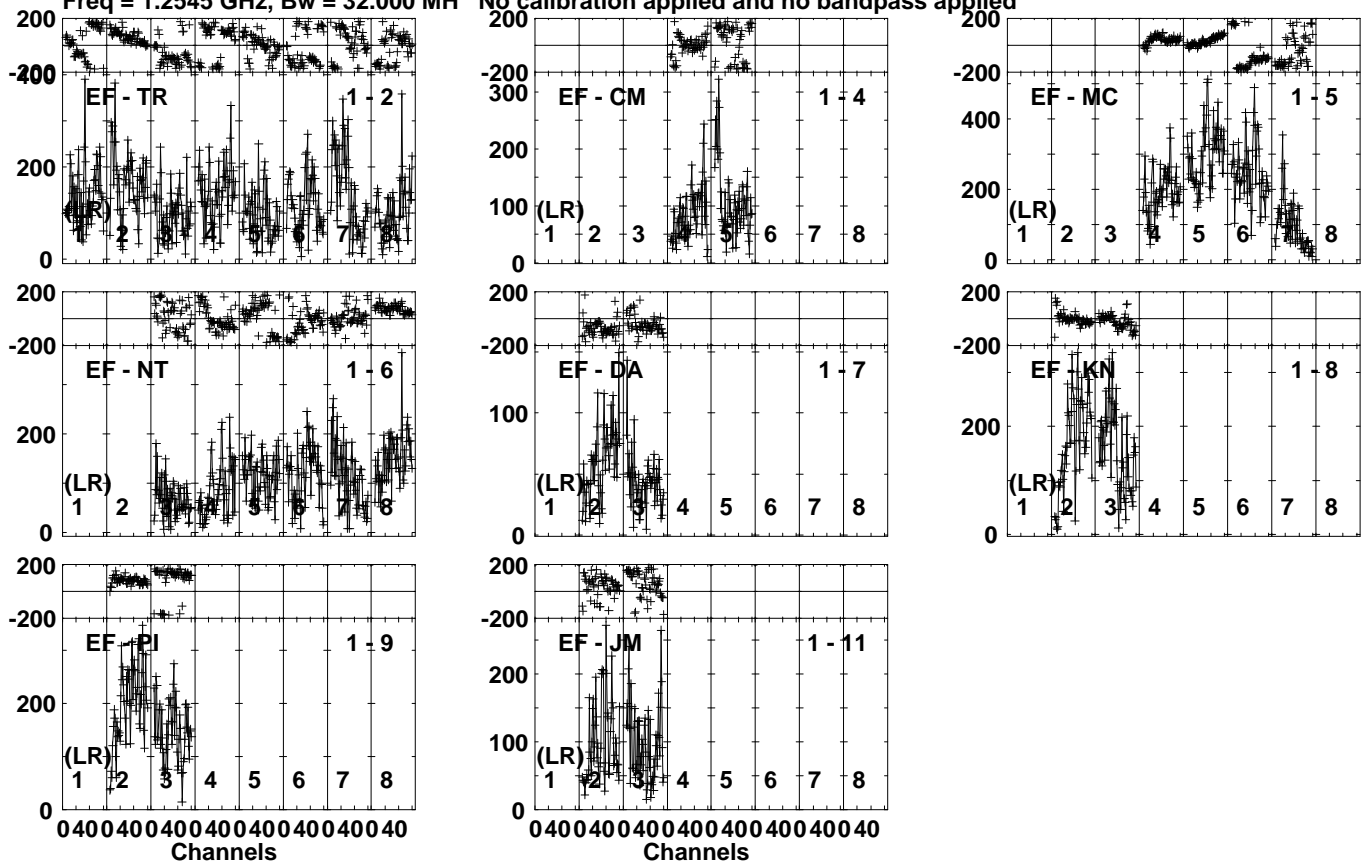 Freq = 1.2545 GHz, Bw = 32.000 MH No calibration applied and no bandpass applied
200
-200
400
200
0
EF - TR 1 - 2
(LR)
1 2 3 4 5 6 7 8
200
-200
300
200
100
0
EF - CM 1 - 4
(LR)
1 2 3 4 5 6 7 8
200
-200
400
200
0
EF - MC 1 - 5
(LR)
1 2 3 4 5 6 7 8
200
-200
200
0
EF - NT 1 - 6
(LR)
1 2 3 4 5 6 7 8
200
-200
100
0
EF - DA 1 - 7
(LR)
1 2 3 4 5 6 7 8
200
-200
200
0
EF - KN 1 - 8
(LR)
1 2 3 4 5 6 7 8
200
-200
200
0
EF - PI 1 - 9
(LR)
1 2 3 4 5 6 7 8
0 40 0 40 0 40 0 40 0 40 0 40 0 40 0 40
Channels
200
-200
200
100
0
EF - JM 1 - 11
(LR)
1 2 3 4 5 6 7 8
0 40 0 40 0 40 0 40 0 40 0 40 0 40 0 40
Channels